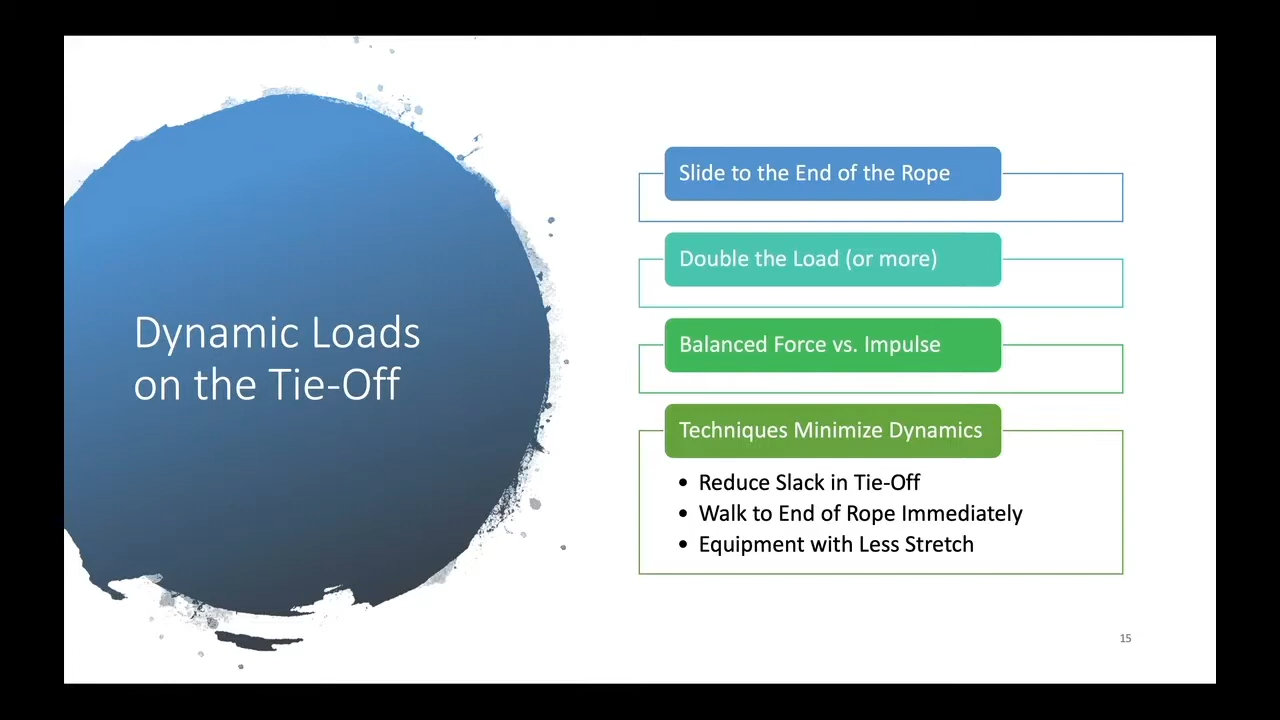 Dynamic Loads
on the Tie-Off
Slide to the End of the Rope
Double the Load (or more)
Balanced Force vs. Impulse
Techniques Minimize Dynamics
• Reduce Slack in Tie-Off
• Walk to End of Rope Immediately
• Equipment with Less Stretch
15